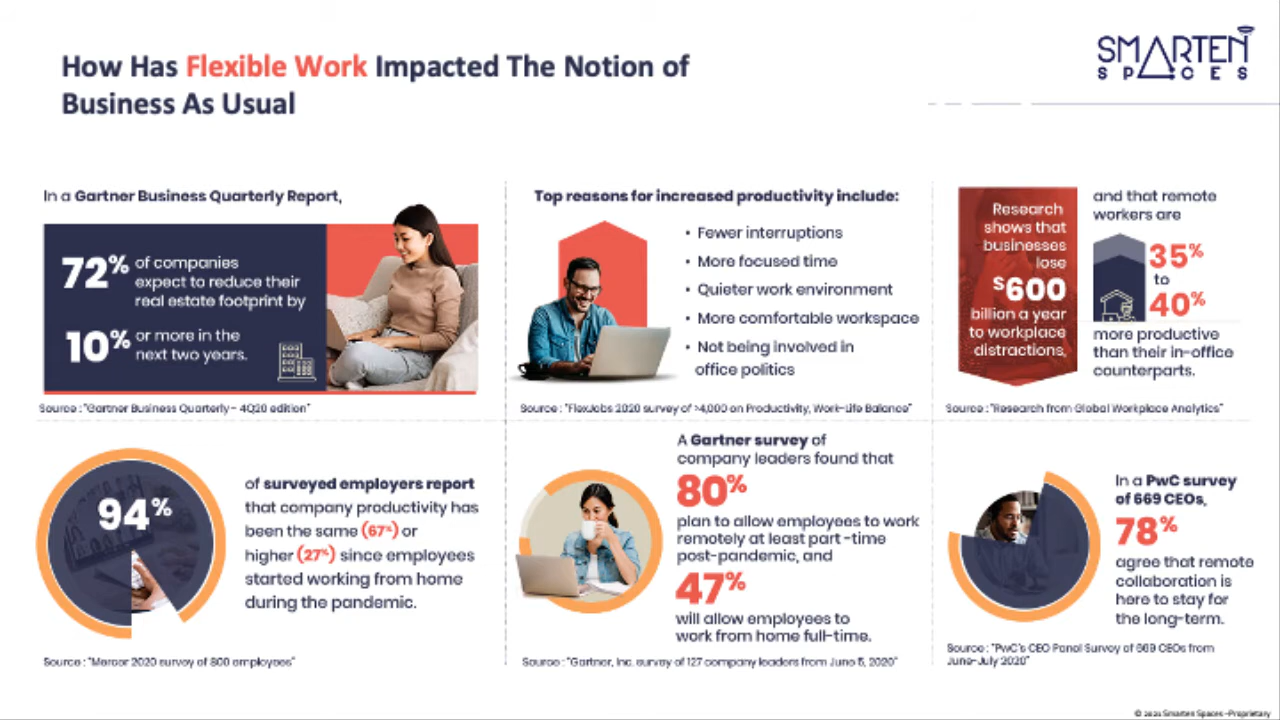 How Has Flexible Work Impacted The Notion of
Business As Usual
SMARTEN
SPACES
In a Gartner Business Quarterly Report,
72% of companies
expect to reduce their
real estate footprint by
10% or more in the
next two years.
Source : "Gartner Business Quarterly - 4Q20 edition"
Top reasons for increased productivity include:
• Fewer interruptions
• More focused time
• Quieter work environment
• More comfortable workspace
• Not being involved in
office politics
Source : "FlexJobs 2020 survey of >4,000 on Productivity, Work-Life Balance"
Research
shows that
businesses
lose
$600
billion a year
to workplace
distractions,
and that remote
workers are
35%
to
40%
more productive
than their in-office
counterparts.
Source : "Research from Global Workplace Analytics"
94%
of surveyed employers report
that company productivity has
been the same (67%) or
higher (27%) since employees
started working from home
during the pandemic.
Source : "Mercer 2020 survey of 800 employees"
A Gartner survey of
company leaders found that
80%
plan to allow employees to work
remotely at least part -time
post-pandemic, and
47%
will allow employees to
work from home full-time.
Source : "Gartner, Inc. survey of 127 company leaders from June 5, 2020"
In a PwC survey
of 669 CEOs,
78%
agree that remote
collaboration is
here to stay for
the long-term.
Source : "PwC's CEO Panel Survey of 669 CEOs from
June-July 2020"
© 2021 Smarten Spaces -Proprietary